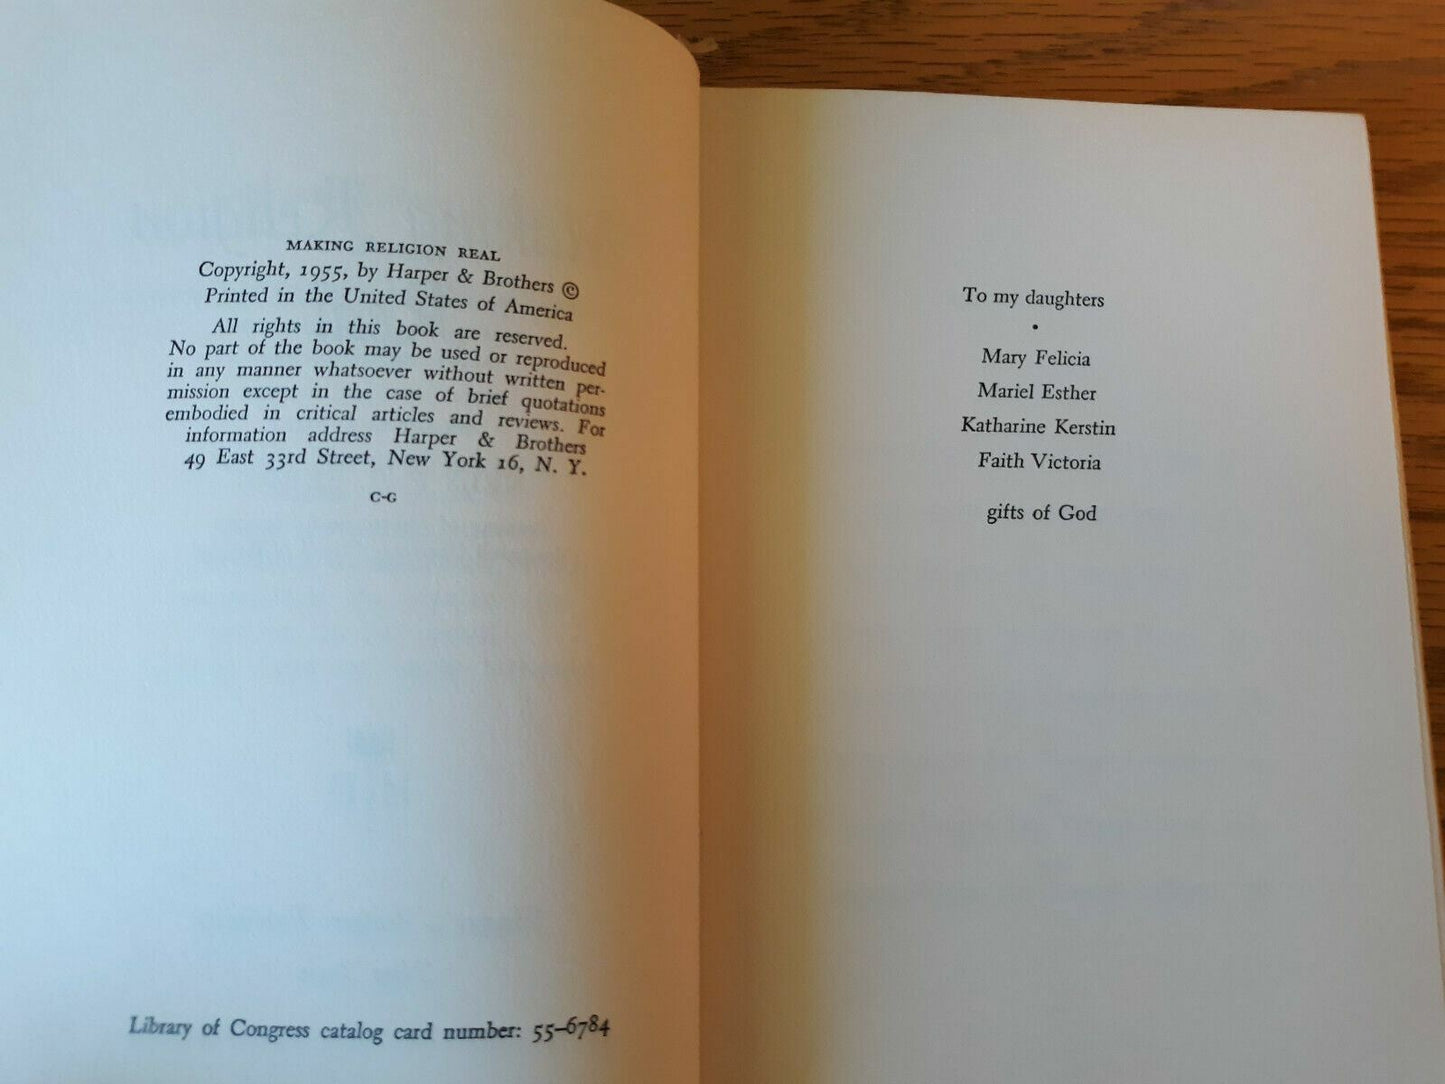 MAKING RELIGION REAL
Copyright, 1955, by Harper & Brothers ©
Printed in the United States of America
All rights in this book are reserved.
No part of the book may be used or reproduced
in any manner whatsoever without written per-
mission except in the case of brief quotations
embodied in critical articles and reviews. For
information address Harper & Brothers
49 East 33rd Street, New York 16, N. Y.
C-G
Library of Congress catalog card number: 55-6784
To my daughters
•
Mary Felicia
Mariel Esther
Katharine Kerstin
Faith Victoria
gifts of God